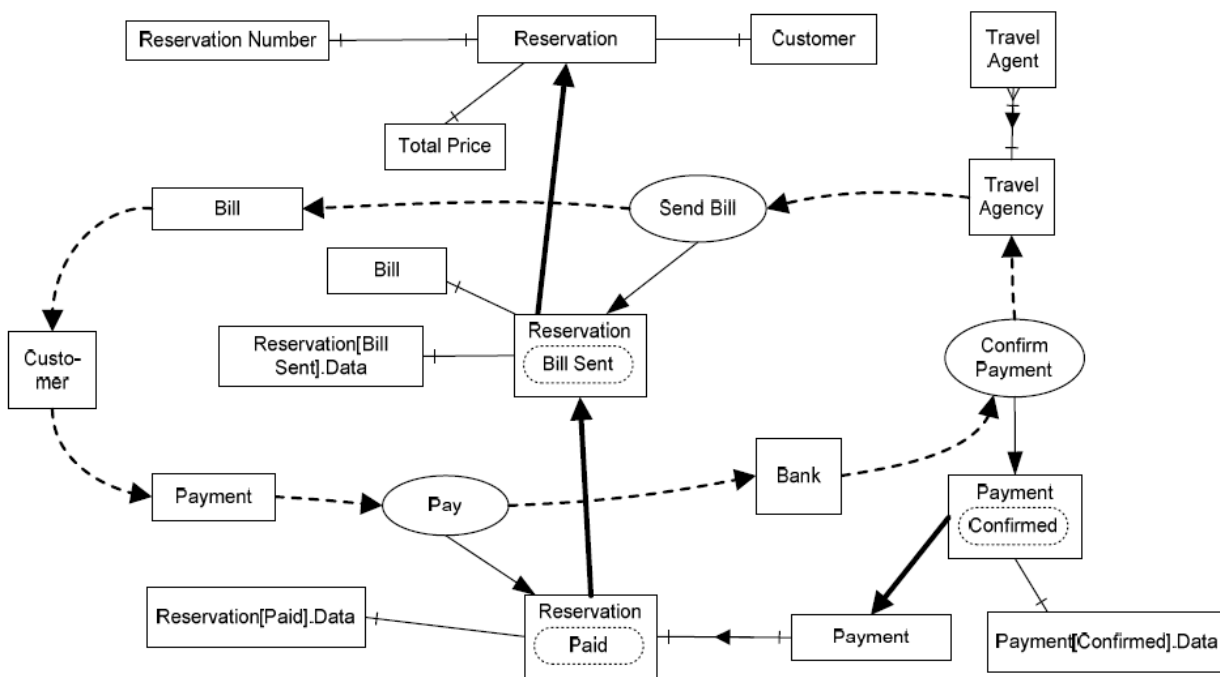 Reservation Number
Reservation
Customer
Travel
Agent
Total Price
Bill
Send Bill
Travel
Agency
Bill
Reservation
Bill Sent
Reservation[Bill
Sent].Data
Custo-
mer
Confirm
Payment
Payment
Pay
Bank
Payment
Confirmed
Reservation[Paid].Data
Reservation
Paid
Payment
Payment[Confirmed].Data